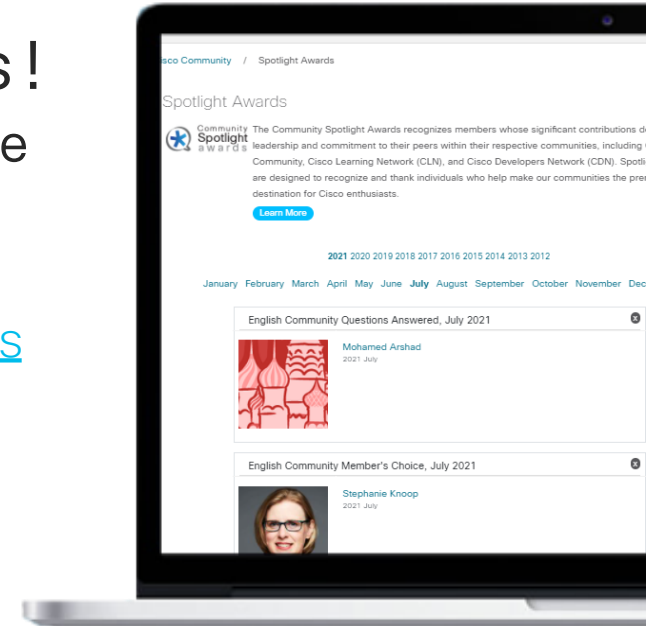 s!
e
s
sco Community / Spotlight Awards
Spotlight Awards
Community
Spotlight
awards
The Community Spotlight Awards recognizes members whose significant contributions de
leadership and commitment to their peers within their respective communities, including
Community, Cisco Learning Network (CLN), and Cisco Developers Network (CDN). Spotli
are designed to recognize and thank individuals who help make our communities the prem
destination for Cisco enthusiasts.
Learn More
2021 2020 2019 2018 2017 2016 2015 2014 2013 2012
January February March April May June July August September October November Dec
English Community Questions Answered, July 2021
Mohamed Arshad
2021 July
English Community Member's Choice, July 2021
Stephanie Knoop
2021 July